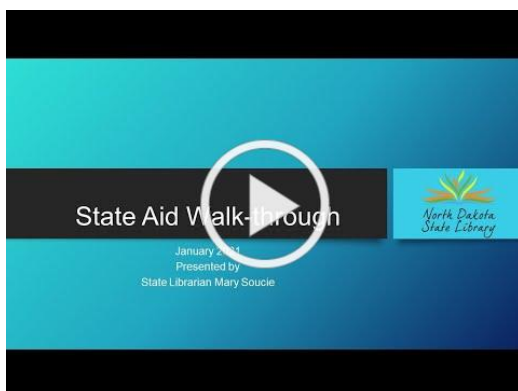 State Aid Walk-through
North Dakota
State Library
January
Presented by
State Librarian Mary Soucie